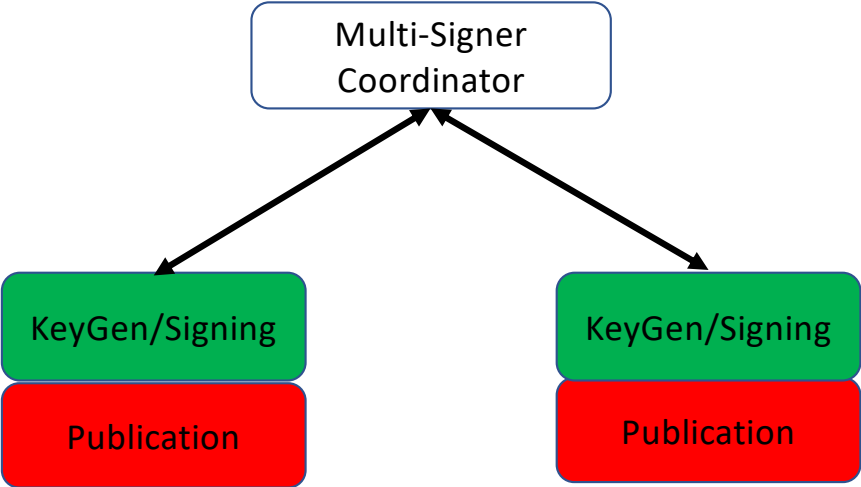 Multi-Signer
Coordinator
KeyGen/Signing
KeyGen/Signing
Publication
Publication